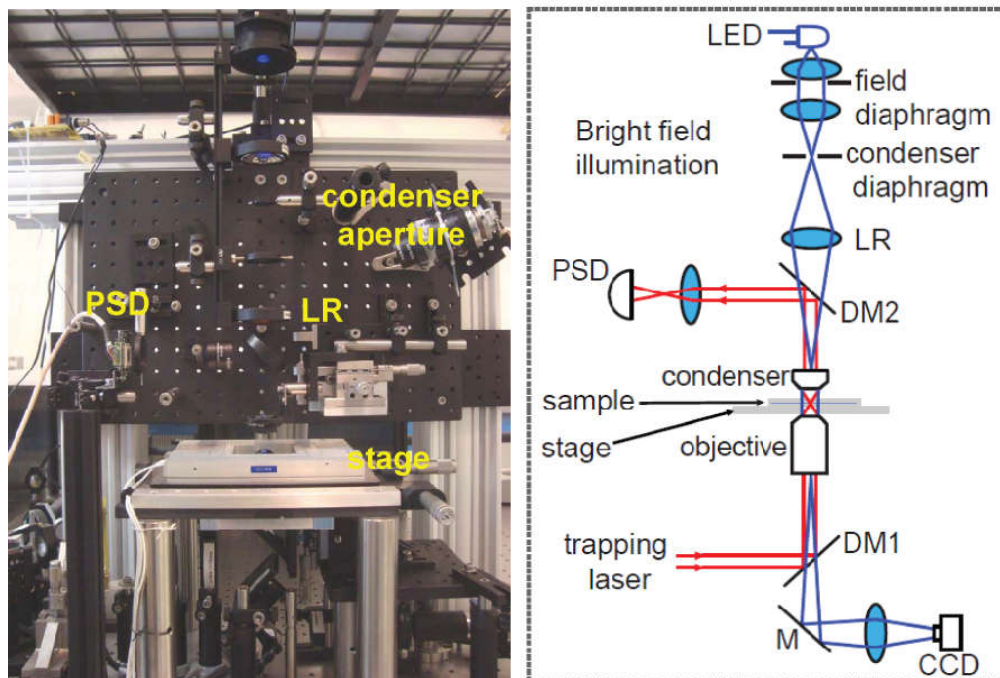 condenser
aperture
PSD
LR
stage
LED
field
diaphragm
Bright field
illumination
condenser
diaphragm
LR
PSD
DM2
condenser
sample
stage
objective
trapping
laser
DM1
M
CCD